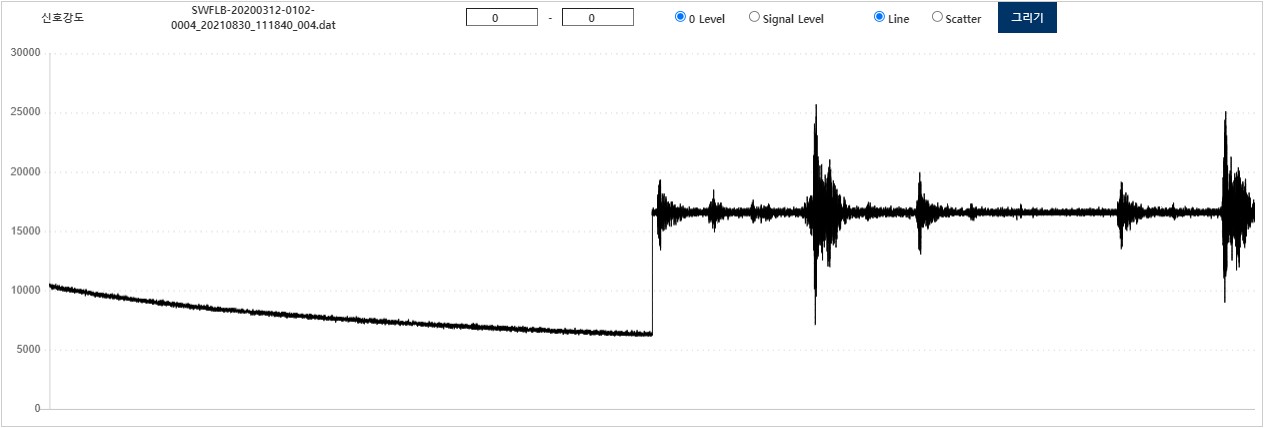 신호강도
SWFLB-20200312-0102-
0004_20210830_111840_004.dat
0 - 0
0 Level Signal Level
Line Scatter
그리기
30000
25000
20000
15000
10000
5000
0